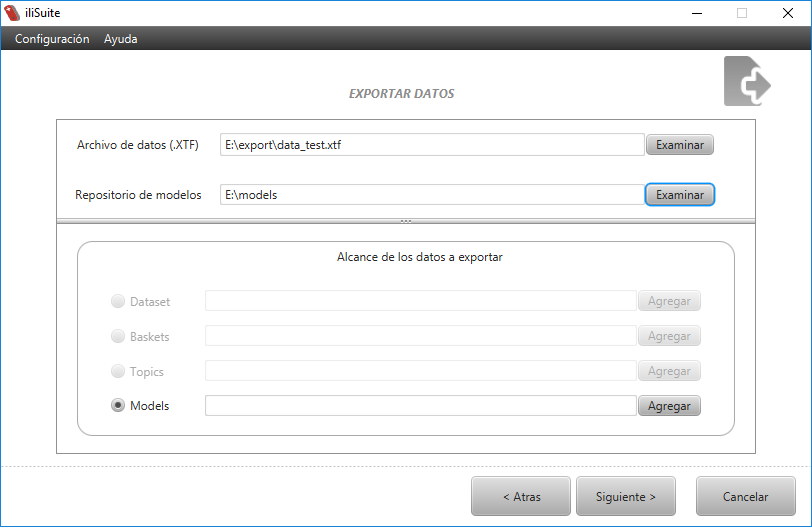 iliSuite
Configuración Ayuda
EXPORTAR DATOS
Archivo de datos (.XTF) E:\export\data_test.xtf Examinar
Repositorio de modelos E:\models Examinar
Alcance de los datos a exportar
Dataset Agregar
Baskets Agregar
Topics Agregar
Models Agregar
< Atras Siguiente > Cancelar